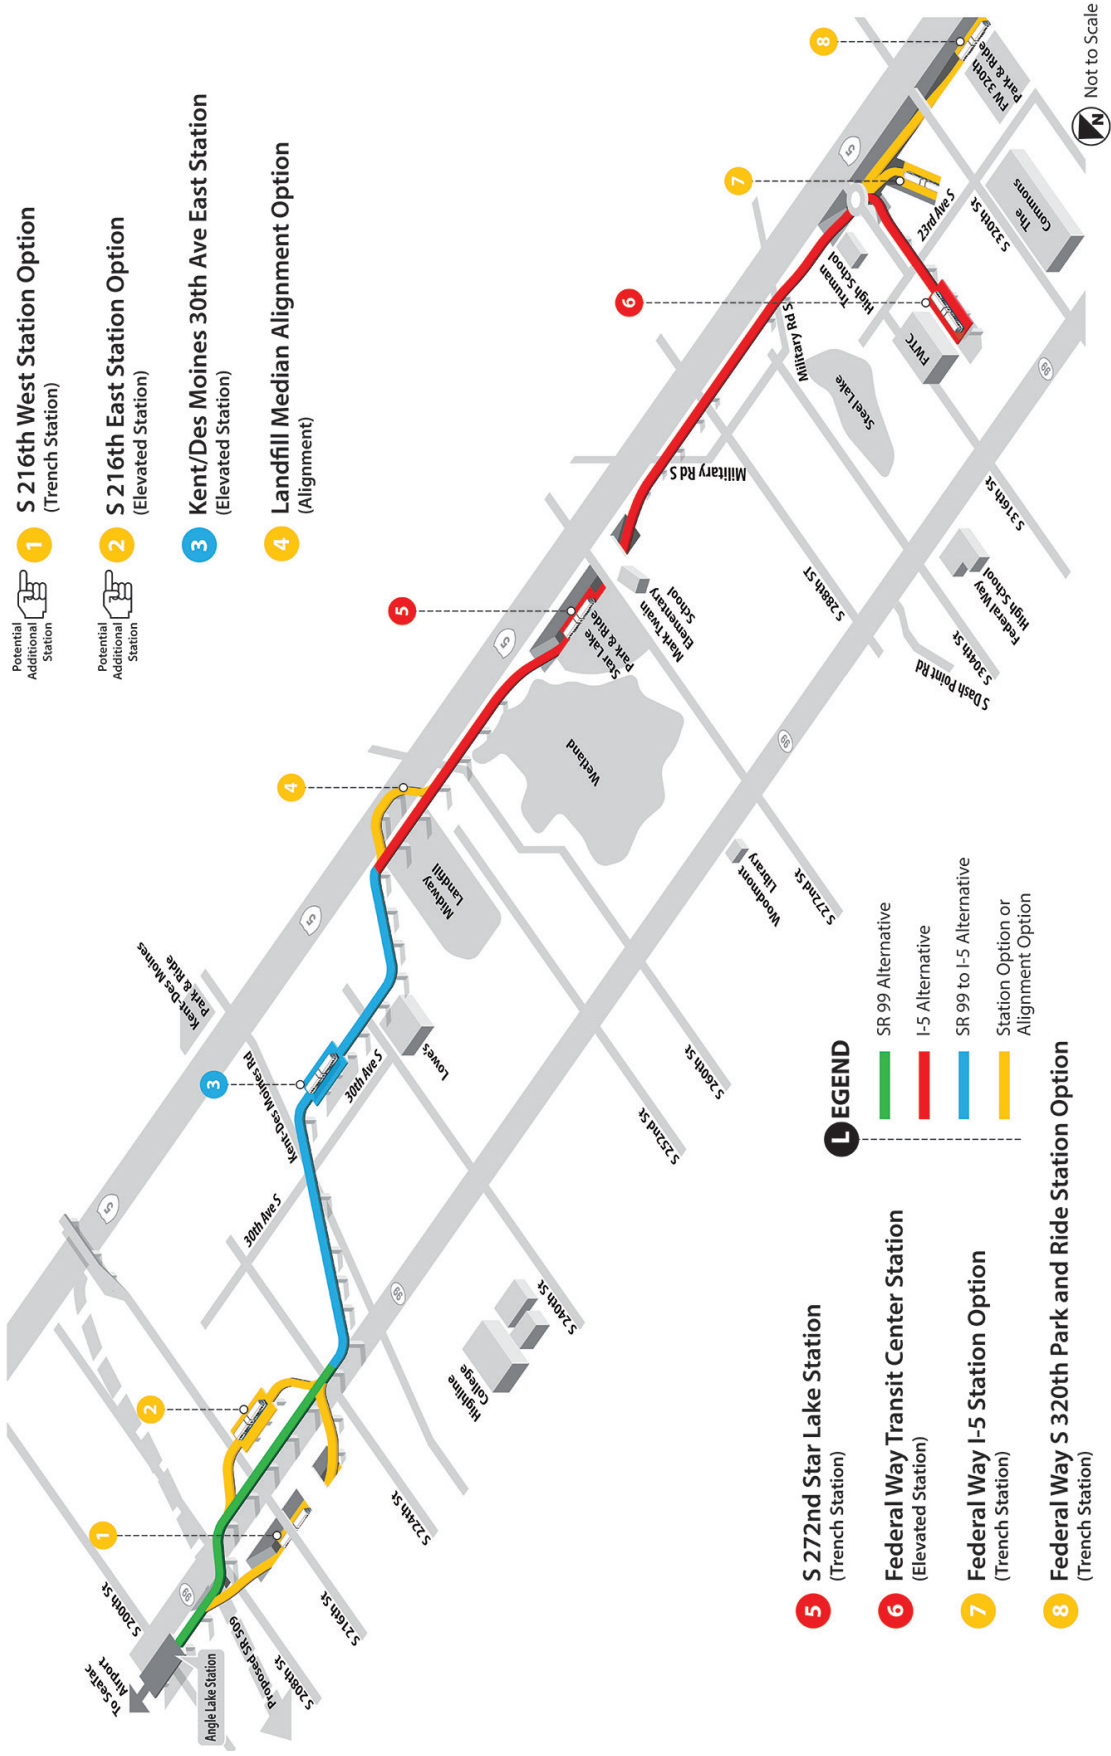 Potential
Additional
Station
1
S 216th West Station Option
(Trench Station)
Potential
Additional
Station
2
S 216th East Station Option
(Elevated Station)
3
Kent/Des Moines 30th Ave East Station
(Elevated Station)
4
Landfill Median Alignment Option
(Alignment)
To SeaTac
Airport
Angle Lake Station
S 200th St
99
Proposed SR 509
S 208th St
S 216th St
1
2
S 224th St
5
30th Ave S
99
Highline
College
S 240th St
Kent-Des Moines
Park & Ride
Kent-Des Moines Rd
3
30th Ave S
Lowe's
5
Midway
Landfill
4
S 252nd St
S 260th St
Wetland
5
5
Star Lake
Park & Ride
Mark Twain
Elementary
School
Woodmont
Library
S 272nd St
99
Military Rd S
S 288th ST
S Dash Point Rd
S 304th St
Federal Way
High School
S 316th St
Steel Lake
Military Rd S
6
Truman
High School
FWTC
99
7
5
23rd Ave S
S 320th St
The
Commons
8
FW 320th
Park & Ride
N
Not to Scale
5
S 272nd Star Lake Station
(Trench Station)
6
Federal Way Transit Center Station
(Elevated Station)
7
Federal Way I-5 Station Option
(Trench Station)
8
Federal Way S 320th Park and Ride Station Option
(Trench Station)
LEGEND
SR 99 Alternative
I-5 Alternative
SR 99 to I-5 Alternative
Station Option or
Alignment Option